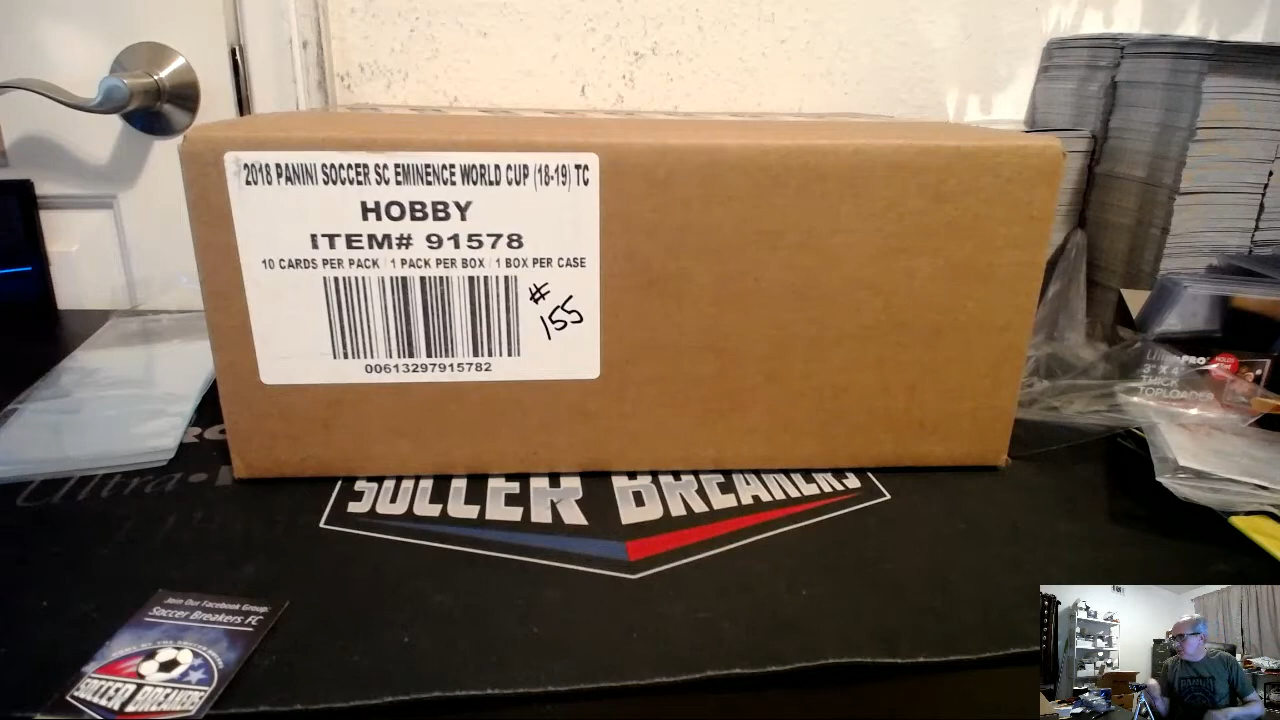 2018 PANINI SOCCER SC EMINENCE WORLD CUP (18-19) TC
HOBBY
ITEM# 91578
10 CARDS PER PACK / 1 PACK PER BOX / 1 BOX PER CASE
#
155
00613297915782
Ultra-PRO
HOLDS
3" X 4"
THICK
TOPLOADER
Ultra
SOCCER BREAKERS
Join Our Facebook Group:
Soccer Breakers FC
SOCCER BREAKERS